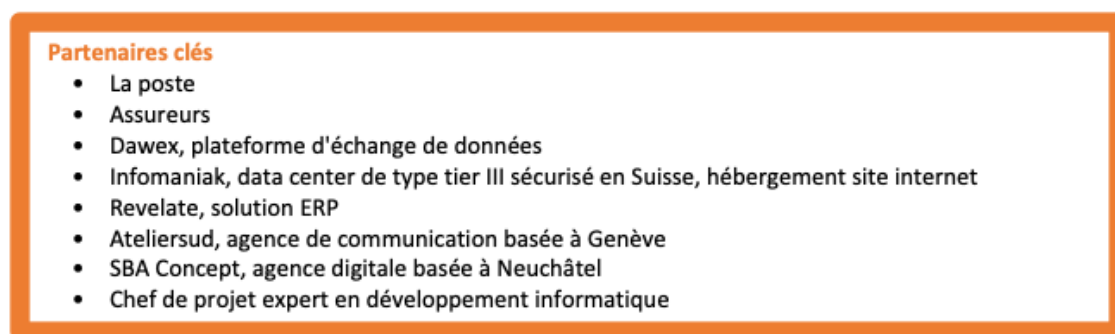 Partenaires clés
• La poste
• Assureurs
• Dawex, plateforme d'échange de données
• Infomaniak, data center de type tier III sécurisé en Suisse, hébergement site internet
• Revelate, solution ERP
• Ateliersud, agence de communication basée à Genève
• SBA Concept, agence digitale basée à Neuchâtel
• Chef de projet expert en développement informatique